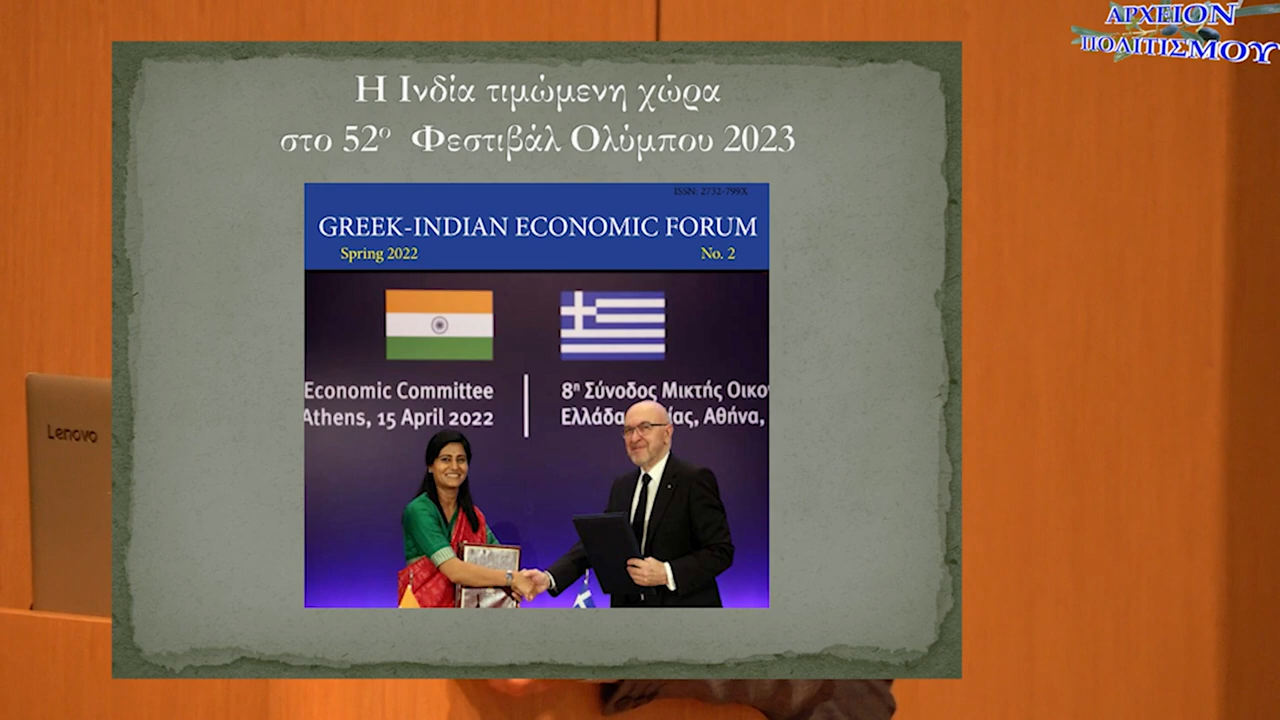 ΑΡΧΕΙΟΝ
ΠΟΛΙΤΙΣΜΟΥ
Η Ινδία τιμώμενη χώρα
στο 52ο Φεστιβάλ Ολύμπου 2023
ISSN: 2732-799X
GREEK-INDIAN ECONOMIC FORUM
Spring 2022 No. 2
Economic Committee
Athens, 15 April 2022
8η Σύνοδος Μικτής Οικο
Ελλάδα ίας, Αθήνα,
Lenovo